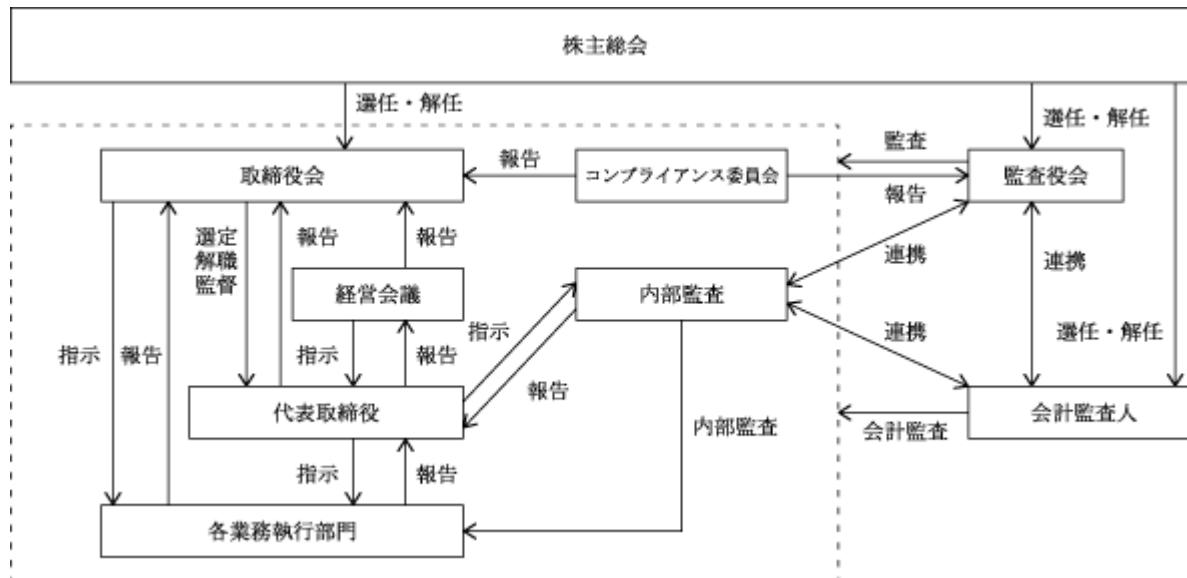 株主総会
選任・解任
選任・解任
監査
報告
取締役会
コンプライアンス委員会
監査役会
報告
選定
解職
監督
報告
報告
連携
連携
経営会議
内部監査
指示
報告
指示
報告
指示
連携
選任・解任
報告
代表取締役
会計監査人
内部監査
会計監査
指示
報告
各業務執行部門